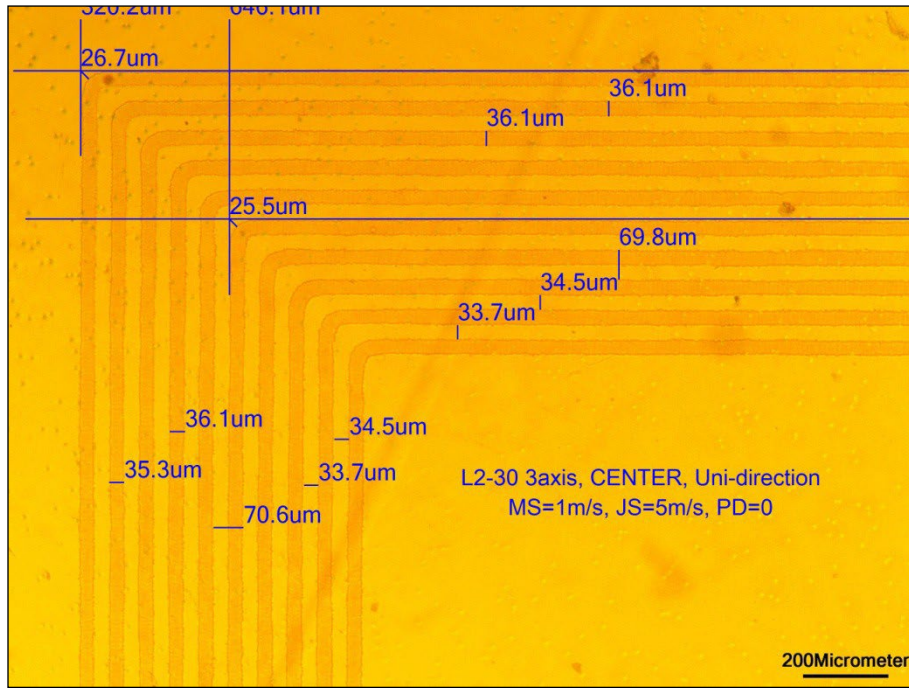 26.7um
36.1um
36.1um
25.5um
69.8um
34.5um
33.7um
36.1um
34.5um
35.3um
33.7um
70.6um
L2-30 3axis, CENTER, Uni-direction
MS=1m/s, JS=5m/s, PD=0
200Micrometer